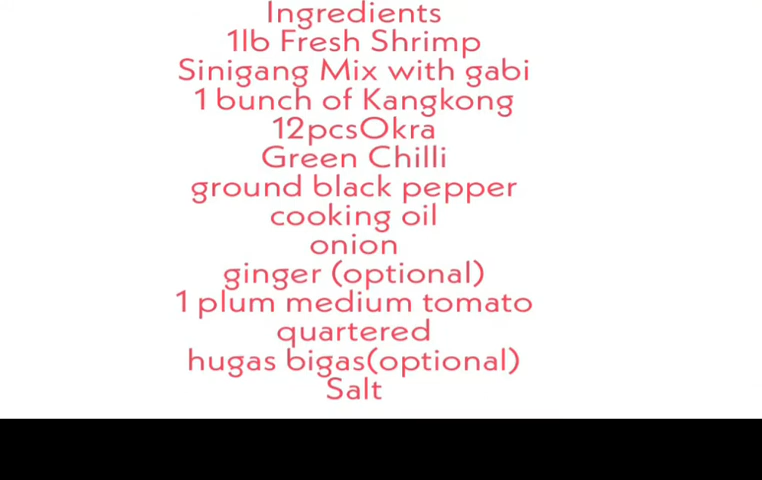 Ingredients
1lb Fresh Shrimp
Sinigang Mix with gabi
1 bunch of Kangkong
12pcsOkra
Green Chilli
ground black pepper
cooking oil
onion
ginger (optional)
1 plum medium tomato
quartered
hugas bigas(optional)
Salt